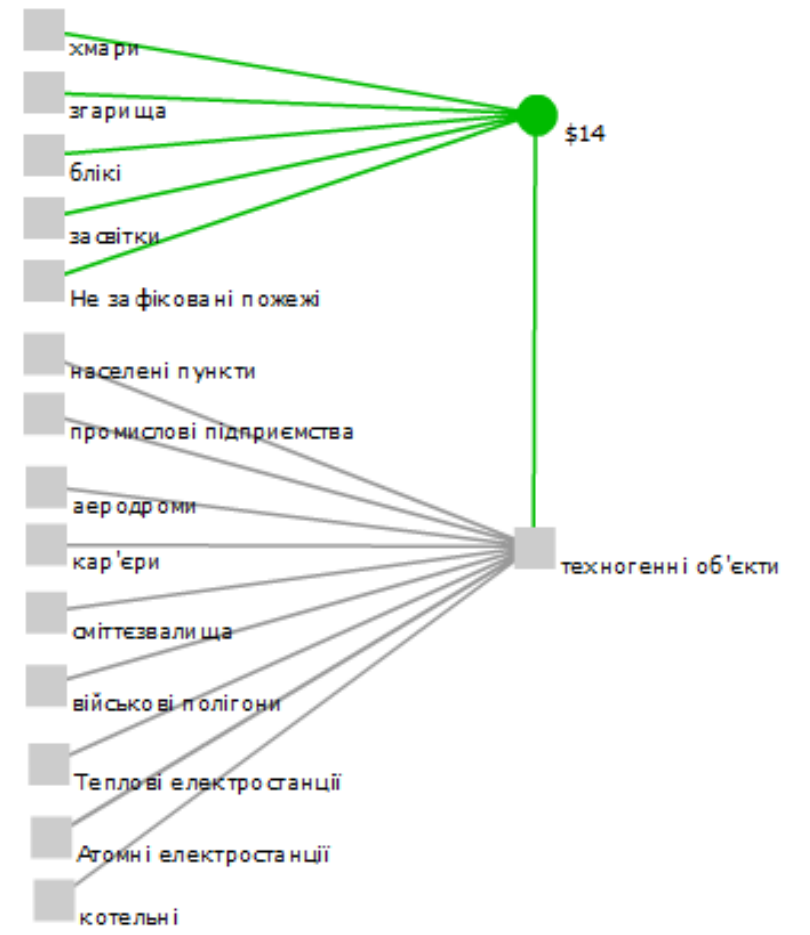 хмари
згарища
$14
блікі
засвітки
Не зафіковані пожежі
населені пункти
промислові підприємства
аеродроми
кар'єри
техногенні об'єкти
сміттєзвалища
військові полігони
Теплові електростанції
Атомні електростанції
котельні